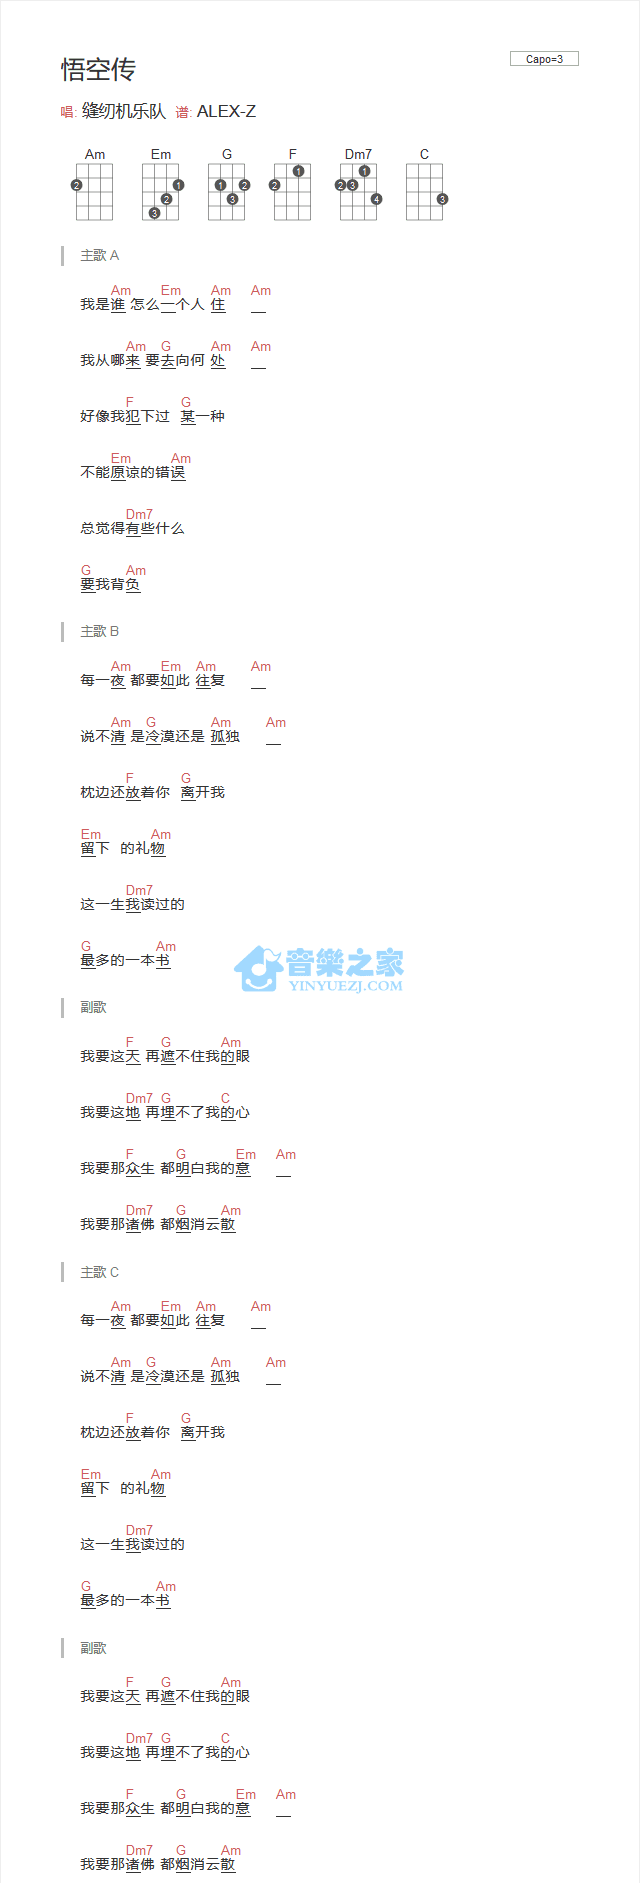 悟空传
Capo=3
唱: 缝纫机乐队 谱: ALEX-Z
Am Em G F Dm7 C
2 1 2 3 1 2 3 1 2 1 2 3 4 3
主歌 A
Am Em Am Am
我是谁 怎么一个人 住 _
Am G Am Am
我从哪来 要去向何 处 _
F G
好像我犯下过 某一种
Em Am
不能原谅的错误
Dm7
总觉得有些什么
G Am
要我背负
主歌 B
Am Em Am Am
每一夜 都要如此 往复 _
Am G Am Am
说不清 是冷漠还是 孤独 _
F G
枕边还放着你 离开我
Em Am
留下 的礼物
Dm7
这一生我读过的
G Am
最多的一本书
音樂之家
YINYUEZJ.COM
副歌
F G Am
我要这天 再遮不住我的眼
Dm7 G C
我要这地 再埋不了我的心
F G Em Am
我要那众生 都明白我的意 _
Dm7 G Am
我要那诸佛 都烟消云散
主歌 C
Am Em Am Am
每一夜 都要如此 往复 _
Am G Am Am
说不清 是冷漠还是 孤独 _
F G
枕边还放着你 离开我
Em Am
留下 的礼物
Dm7
这一生我读过的
G Am
最多的一本书
副歌
F G Am
我要这天 再遮不住我的眼
Dm7 G C
我要这地 再埋不了我的心
F G Em Am
我要那众生 都明白我的意 _
Dm7 G Am
我要那诸佛 都烟消云散